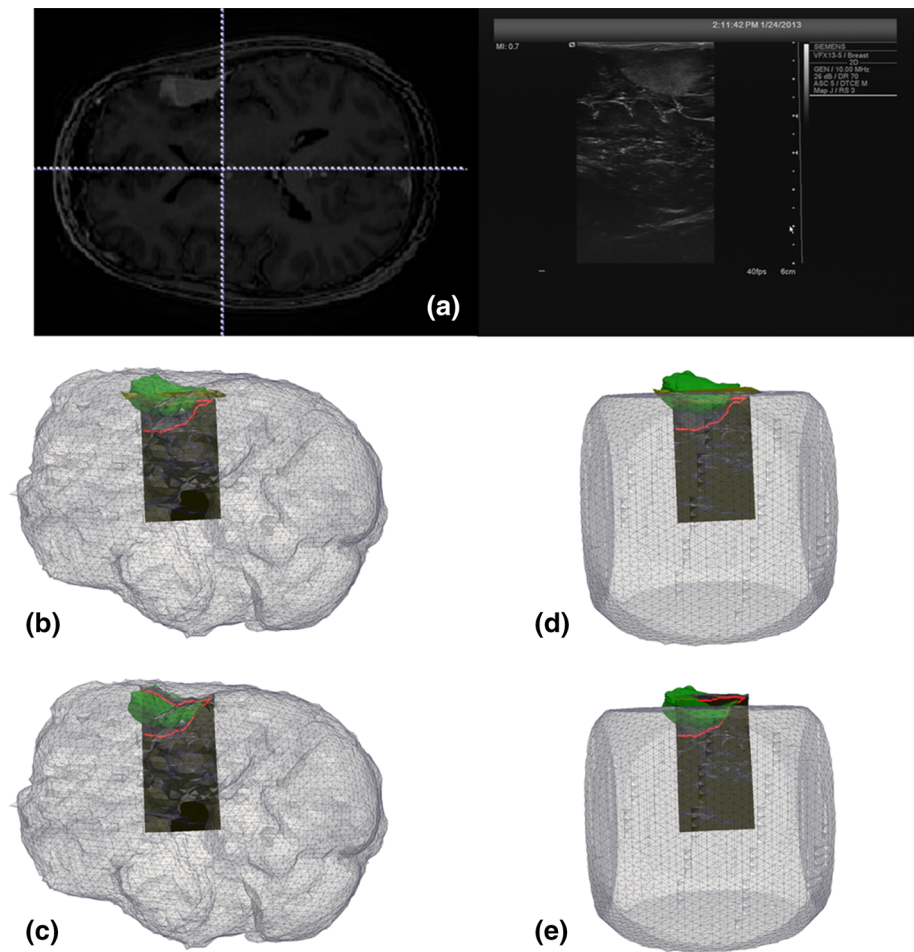 2:11:42 PM 1/24/2013
MI: 0.7
SIEMENS
VFX13-5 / Breast
2D
GEN / 10.00 MHz
26 dB / DR 70
ASC 5 / DTCE M
Map J / RS 3
40fps 6cm
(a)
(b)
(d)
(c)
(e)